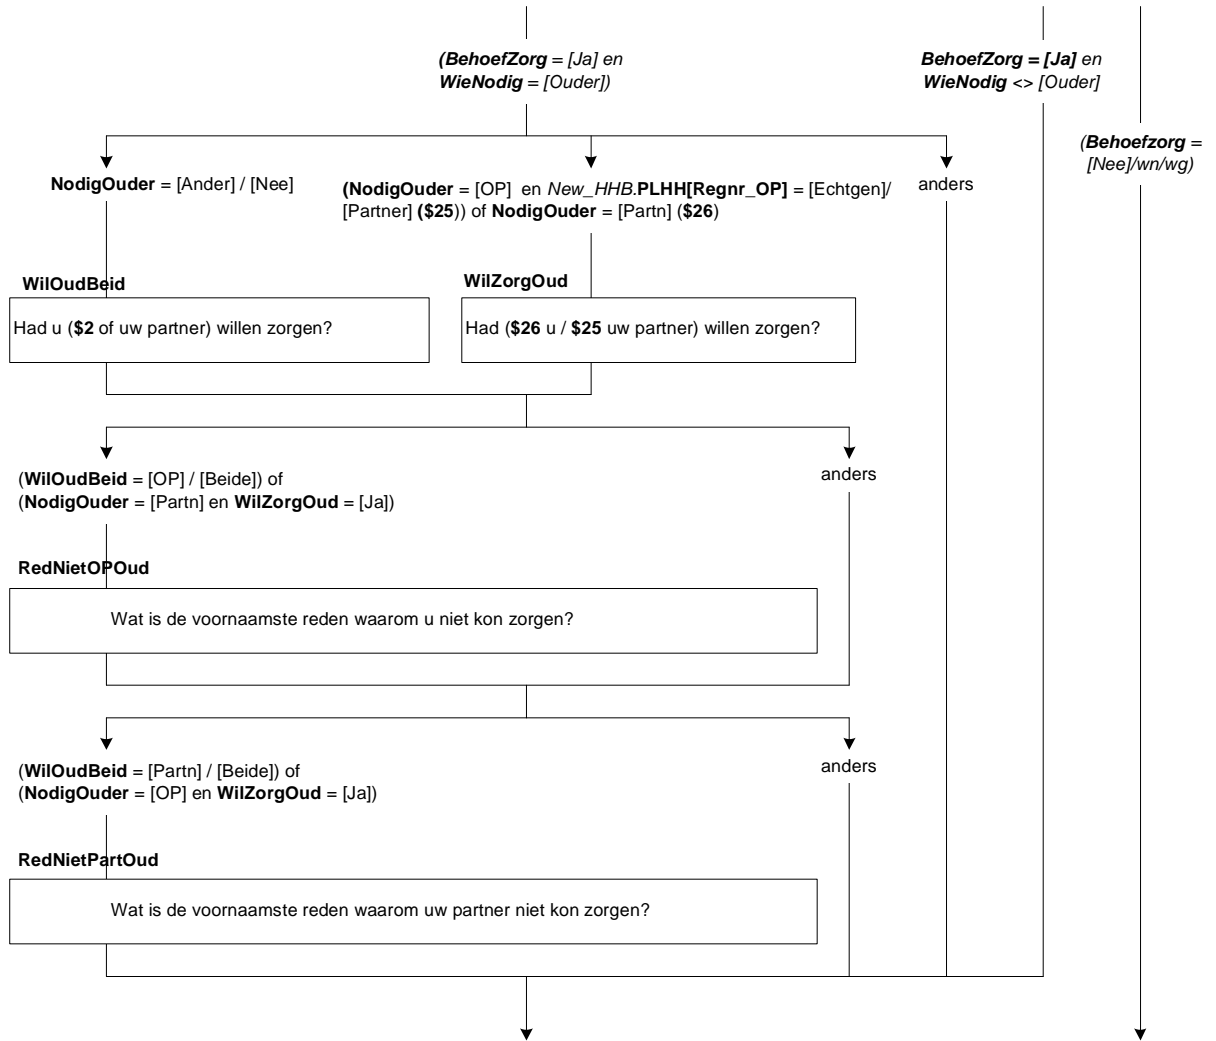 (BehoefZorg = [Ja] en
WieNodig = [Ouder])
BehoefZorg = [Ja] en
WieNodig <> [Ouder]
(Behoefzorg =
[Nee]/wn/wg)
NodigOuder = [Ander] / [Nee]
(NodigOuder = [OP] en New_HHB.PLHH[Regnr_OP] = [Echtgen]/
[Partner] ($25)) of NodigOuder = [Partn] ($26)
anders
WilOudBeid
Had u ($2 of uw partner) willen zorgen?
WilZorgOud
Had ($26 u / $25 uw partner) willen zorgen?
(WilOudBeid = [OP] / [Beide]) of
(NodigOuder = [Partn] en WilZorgOud = [Ja])
anders
RedNietOPOud
Wat is de voornaamste reden waarom u niet kon zorgen?
(WilOudBeid = [Partn] / [Beide]) of
(NodigOuder = [OP] en WilZorgOud = [Ja])
anders
RedNietPartOud
Wat is de voornaamste reden waarom uw partner niet kon zorgen?